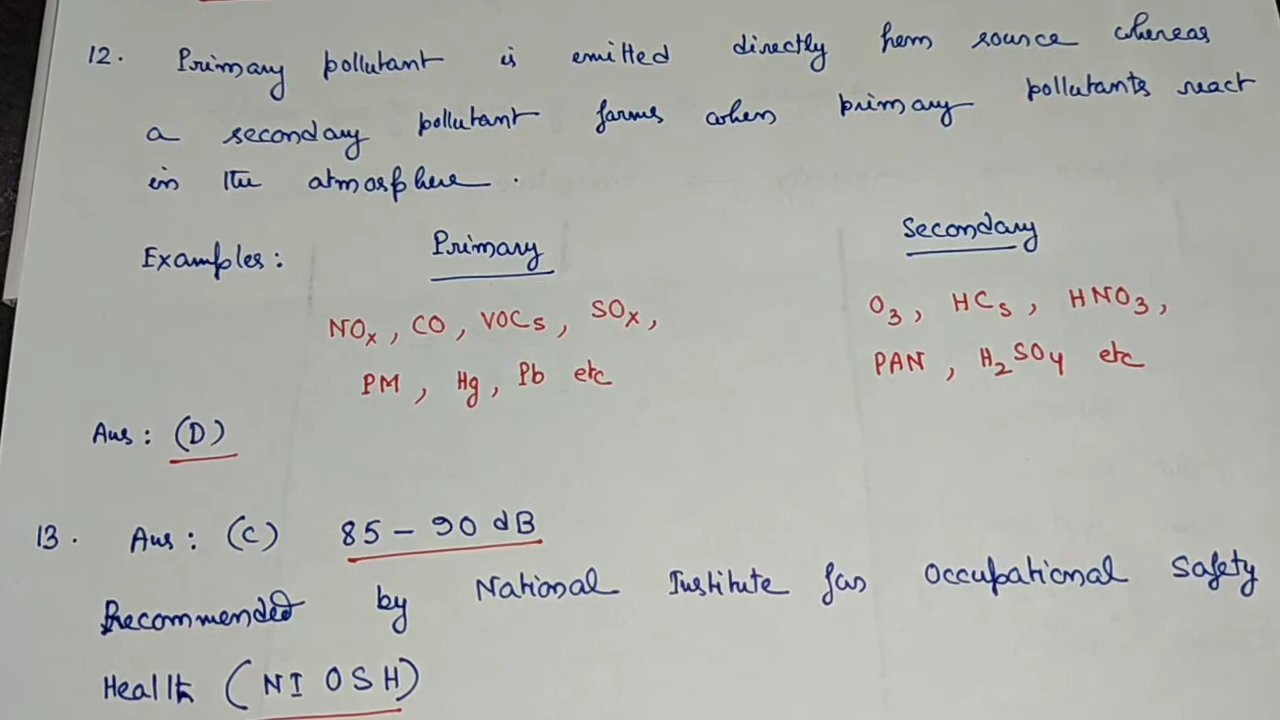 12. Primary pollutant is emitted directly from source whereas
a secondary pollutant forms when primary pollutants react
in the atmosphere.
Examples: Primary Secondary
NOx, CO, VOCs, SOx, O3, HCs, HNO3,
PM, Hg, Pb etc PAN, H2SO4 etc
Ans: (D)
13. Ans: (C) 85-90 dB
Recommended by National Institute for Occupational Safety
Health (NIOSH)